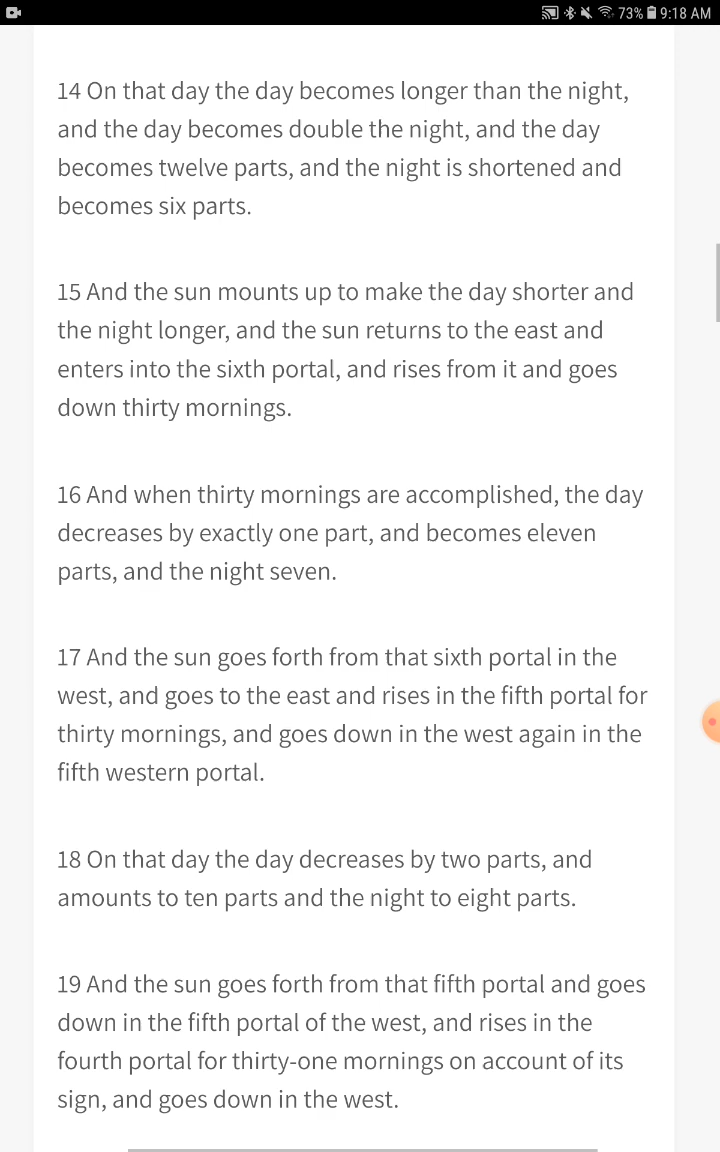 73% 9:18 AM
14 On that day the day becomes longer than the night,
and the day becomes double the night, and the day
becomes twelve parts, and the night is shortened and
becomes six parts.
15 And the sun mounts up to make the day shorter and
the night longer, and the sun returns to the east and
enters into the sixth portal, and rises from it and goes
down thirty mornings.
16 And when thirty mornings are accomplished, the day
decreases by exactly one part, and becomes eleven
parts, and the night seven.
17 And the sun goes forth from that sixth portal in the
west, and goes to the east and rises in the fifth portal for
thirty mornings, and goes down in the west again in the
fifth western portal.
18 On that day the day decreases by two parts, and
amounts to ten parts and the night to eight parts.
19 And the sun goes forth from that fifth portal and goes
down in the fifth portal of the west, and rises in the
fourth portal for thirty-one mornings on account of its
sign, and goes down in the west.